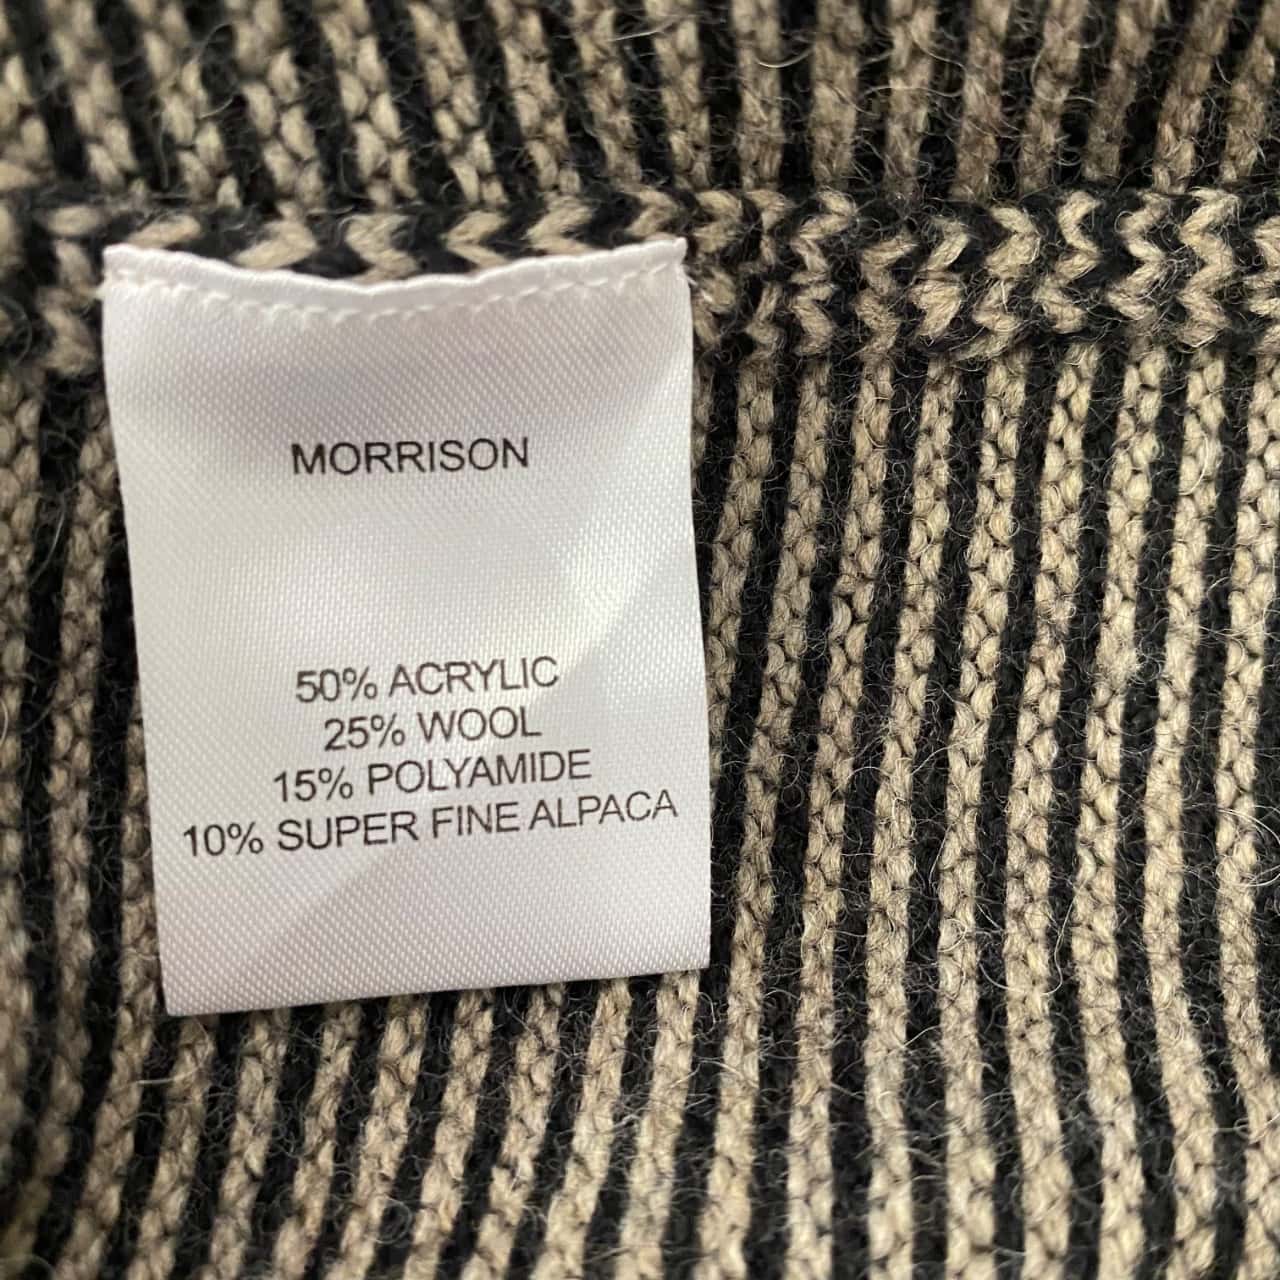 MORRISON
50% ACRYLIC
25% WOOL
15% POLYAMIDE
10% SUPER FINE ALPACA